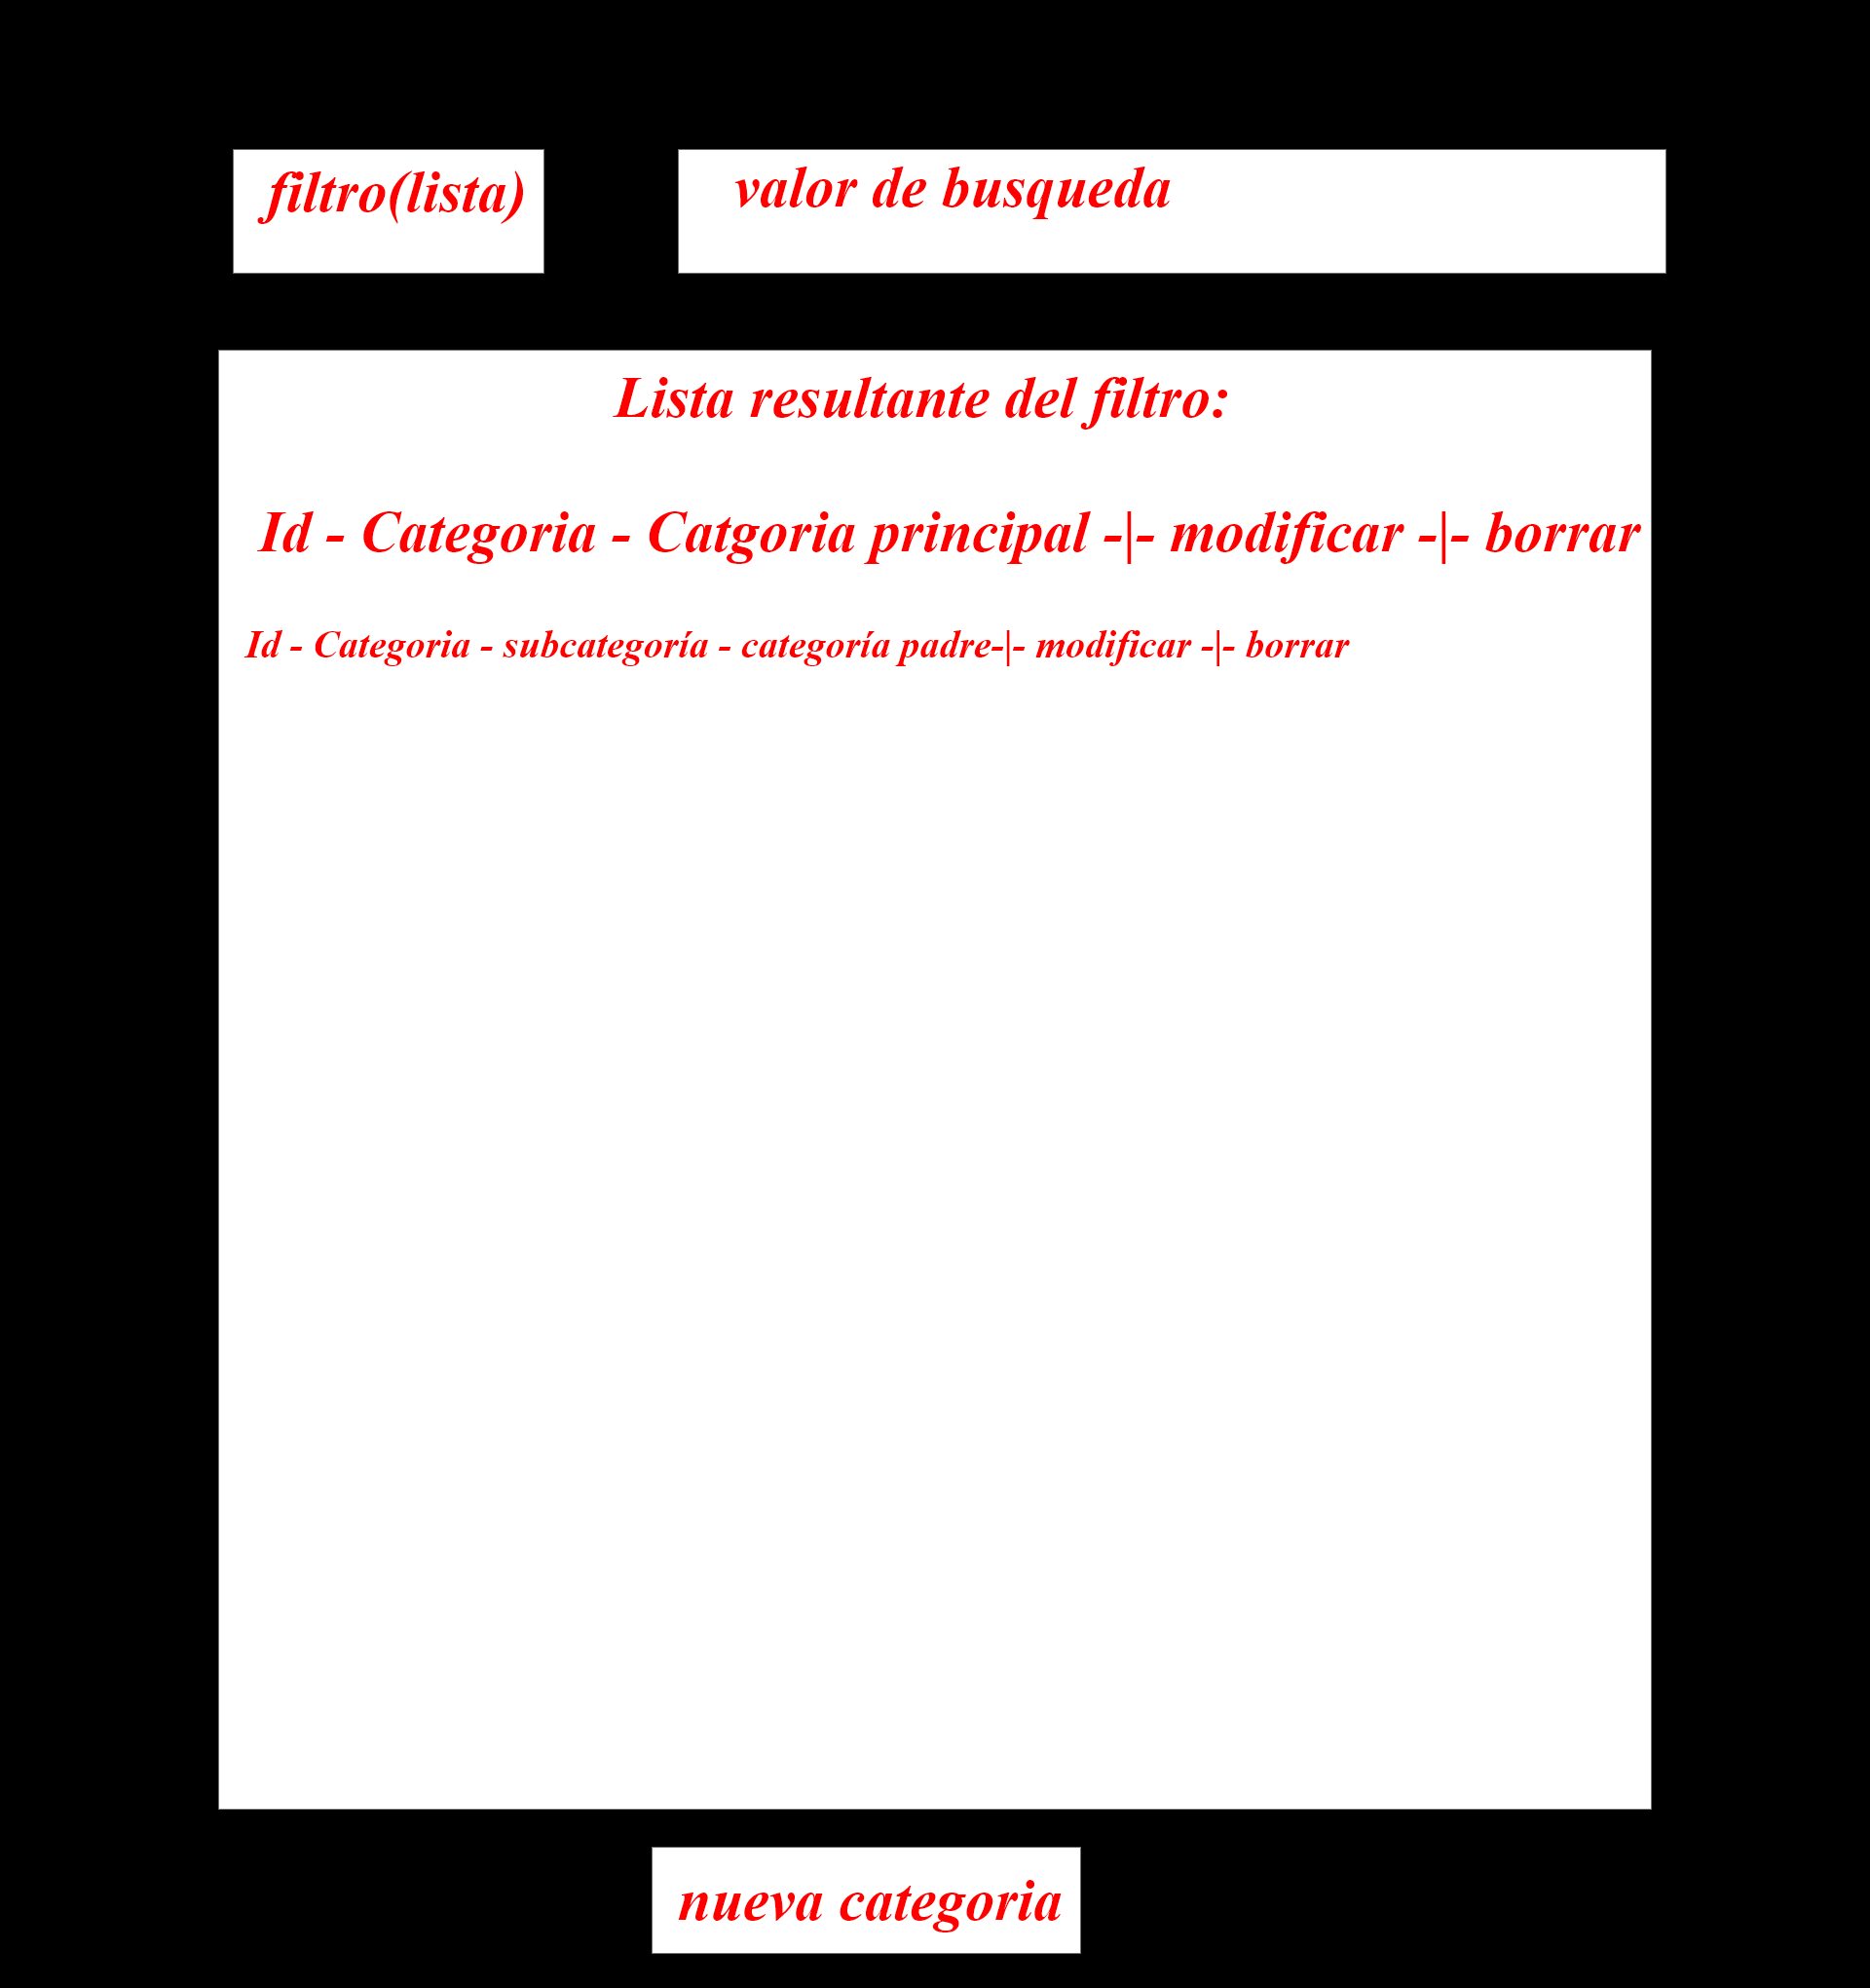 filtro(lista)
valor de busqueda
Lista resultante del filtro:
Id - Categoria - Catgoria principal -|- modificar -|- borrar
Id - Categoria - subcategoría - categoría padre-|- modificar -|- borrar
nueva categoria